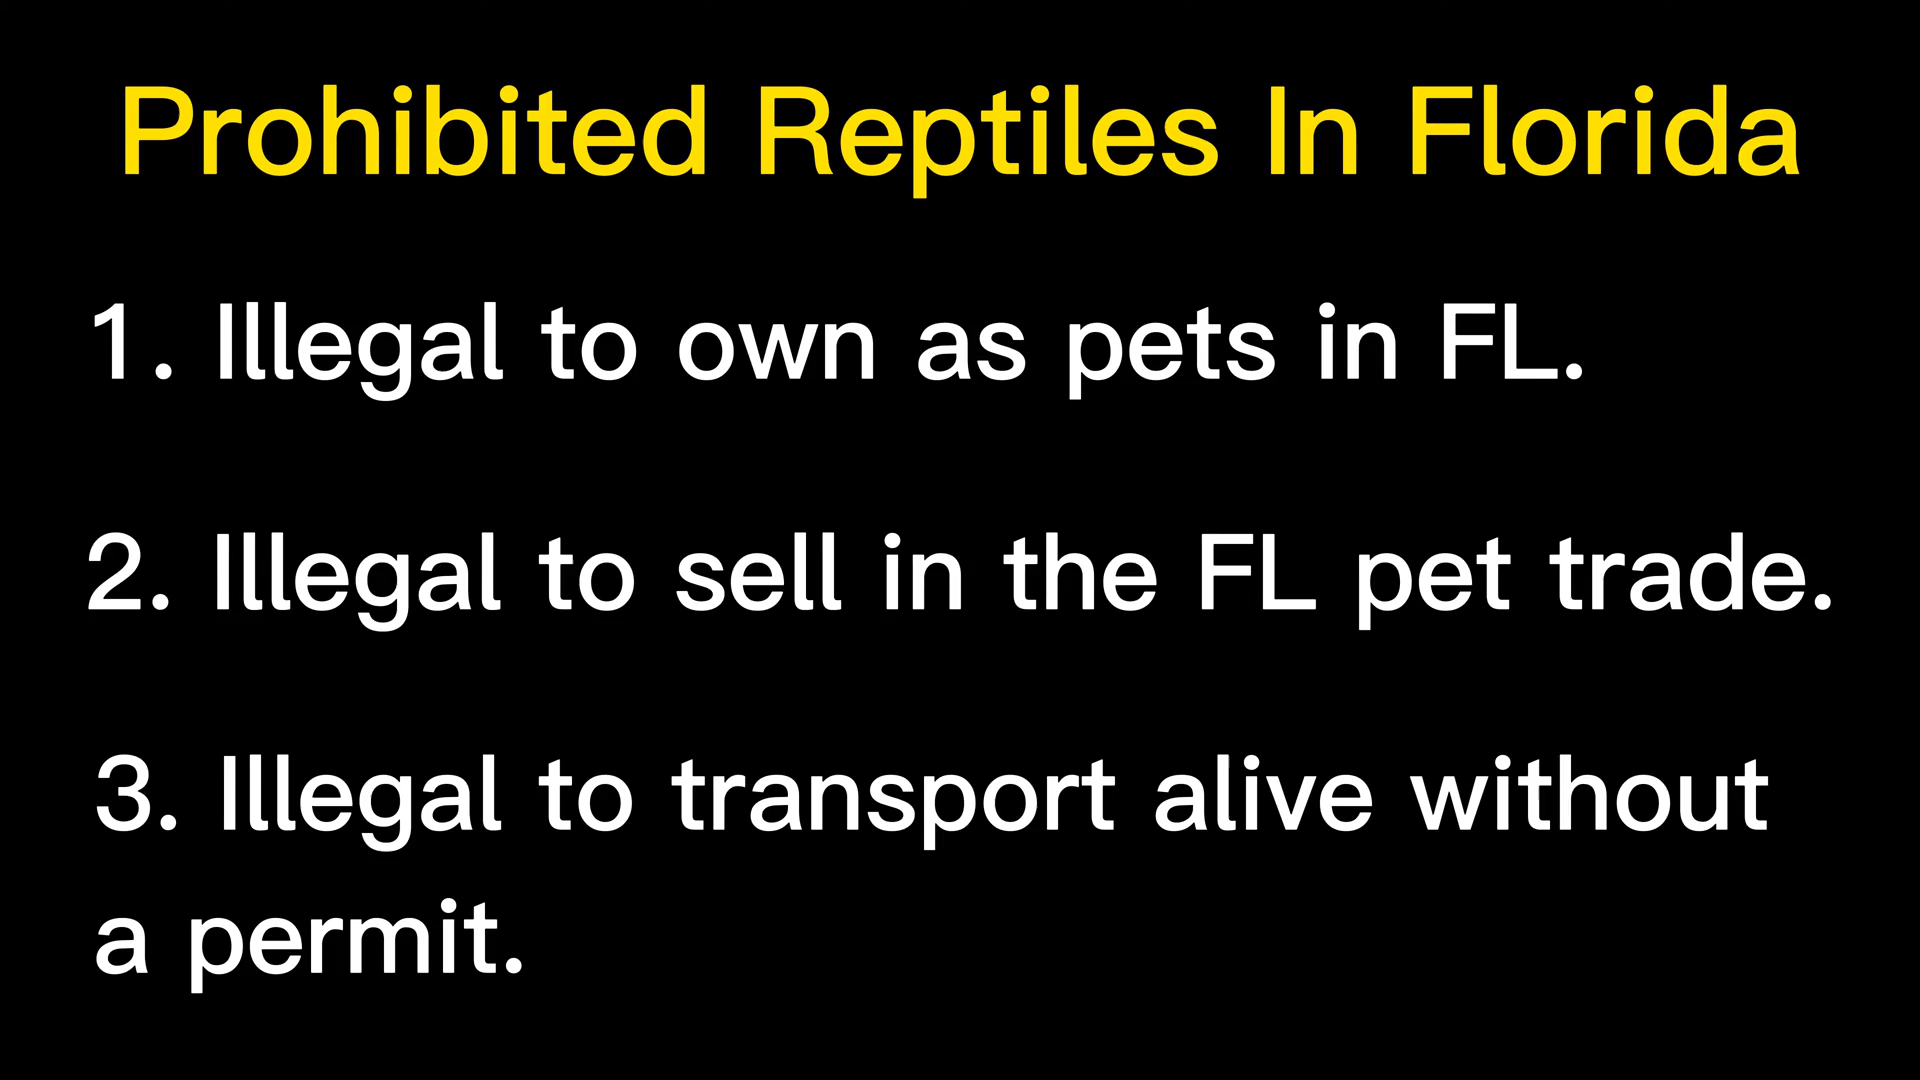 Prohibited Reptiles In Florida
1. Illegal to own as pets in FL.
2. Illegal to sell in the FL pet trade.
3. Illegal to transport alive without
a permit.